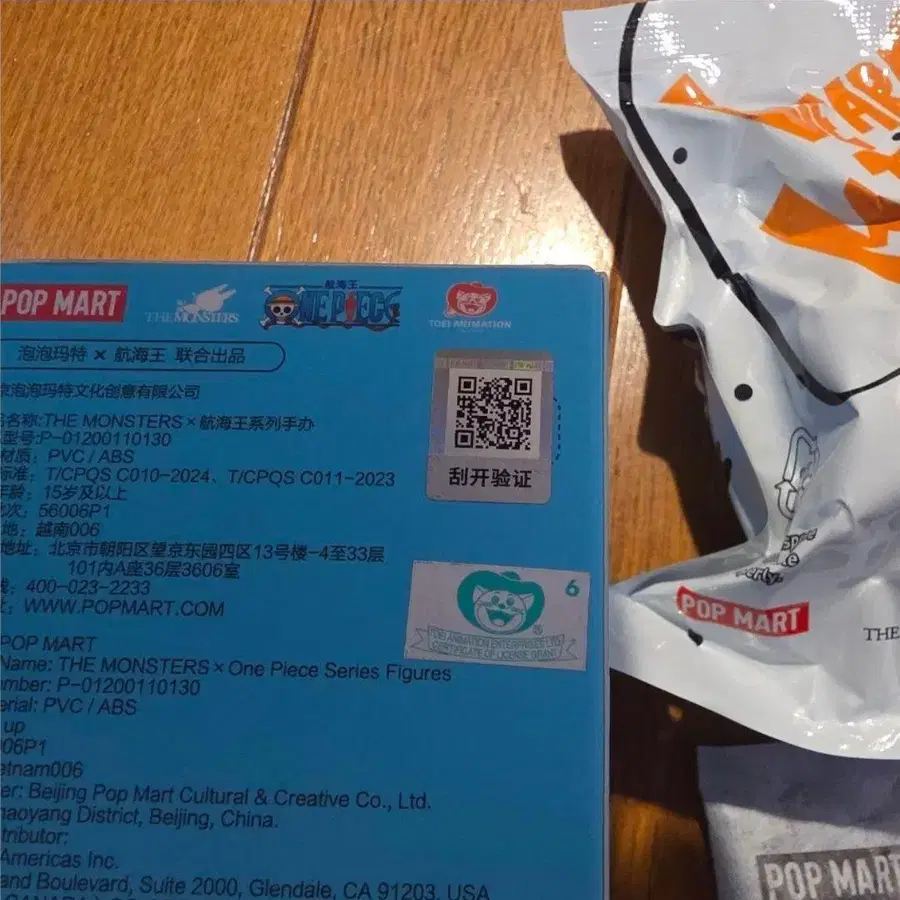 POP MART
THE MONSTERS
航海王
ONE PIECE
TOEI ANIMATION
泡泡玛特 × 航海王 联合出品
泡泡玛特文化创意有限公司
名称:THE MONSTERS×航海王系列手办
型号:P-01200110130
材质: PVC / ABS
标准: T/CPQS C010-2024、T/CPQS C011-2023
年龄: 15岁及以上
批次: 56006P1
地: 越南006
地址: 北京市朝阳区望京东园四区13号楼-4至33层
101内A座36层3606室
线: 400-023-2233
WWW.POPMART.COM
刮开验证
6
TOEI ANIMATION ENTERPRISES LTD.
CERTIFICATE OF LICENSE GRANT
POP MART
Name: THE MONSTERS×One Piece Series Figures
mber: P-01200110130
erial: PVC / ABS
up
06P1
etnam006
er: Beijing Pop Mart Cultural & Creative Co., Ltd.
haoyang District, Beijing, China.
tributor:
Americas Inc.
and Boulevard, Suite 2000, Glendale, CA 91203, USA
POP MART
THE
POP MART